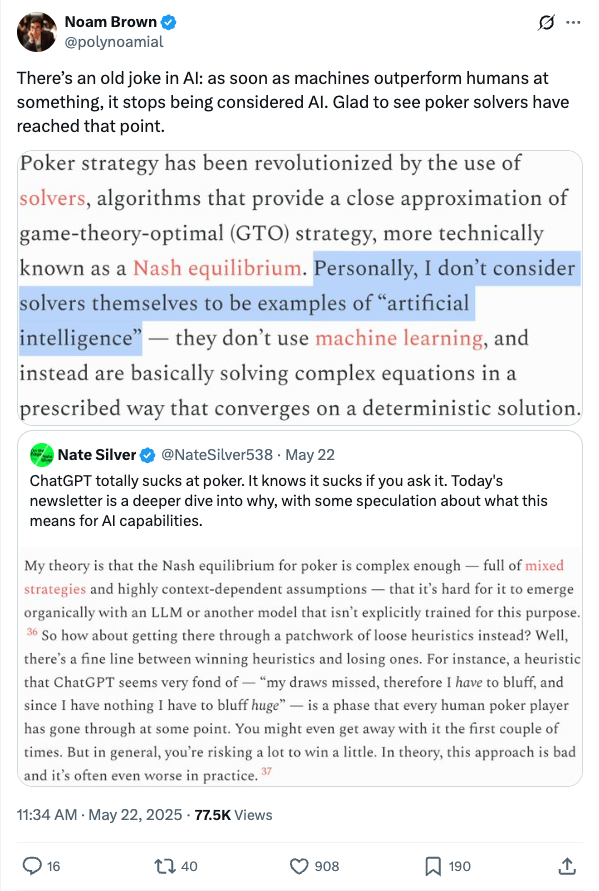 Noam Brown
@polynoamial
There's an old joke in AI: as soon as machines outperform humans at
something, it stops being considered AI. Glad to see poker solvers have
reached that point.
Poker strategy has been revolutionized by the use of
solvers, algorithms that provide a close approximation of
game-theory-optimal (GTO) strategy, more technically
known as a Nash equilibrium. Personally, I don't consider
solvers themselves to be examples of “artificial
intelligence” — they don't use machine learning, and
instead are basically solving complex equations in a
prescribed way that converges on a deterministic solution.
Nate Silver @NateSilver538 · May 22
ChatGPT totally sucks at poker. It knows it sucks if you ask it. Today's
newsletter is a deeper dive into why, with some speculation about what this
means for AI capabilities.
My theory is that the Nash equilibrium for poker is complex enough — full of mixed
strategies and highly context-dependent assumptions — that it's hard for it to emerge
organically with an LLM or another model that isn't explicitly trained for this purpose.
36 So how about getting there through a patchwork of loose heuristics instead? Well,
there's a fine line between winning heuristics and losing ones. For instance, a heuristic
that ChatGPT seems very fond of — “my draws missed, therefore I have to bluff, and
since I have nothing I have to bluff huge” — is a phase that every human poker player
has gone through at some point. You might even get away with it the first couple of
times. But in general, you're risking a lot to win a little. In theory, this approach is bad
and it's often even worse in practice. 37
11:34 AM · May 22, 2025 · 77.5K Views
16 40 908 190